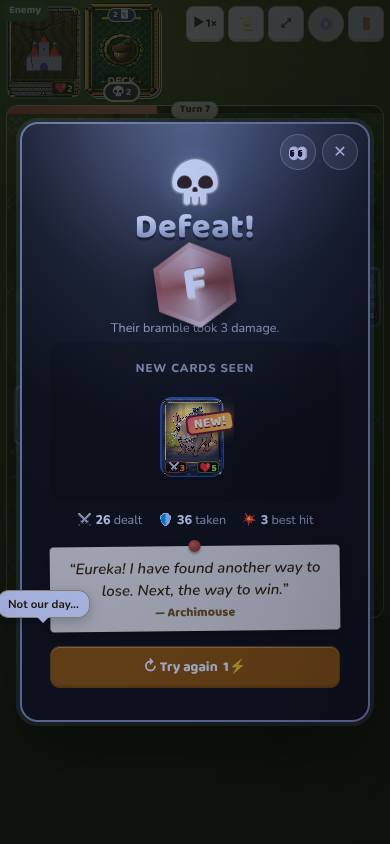 Enemy
2
1×
DECK
2
2
Turn 7
Defeat!
F
Their bramble took 3 damage.
NEW CARDS SEEN
NEW!
3
5
26 dealt 36 taken 3 best hit
“Eureka! I have found another way to
lose. Next, the way to win.”
— Archimouse
Not our day...
Try again 1